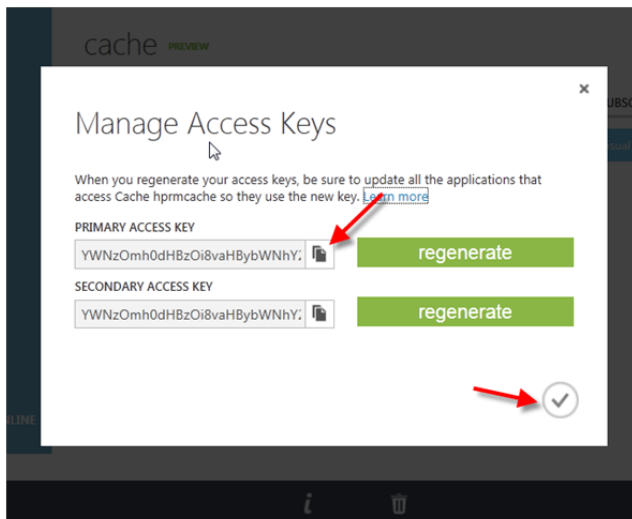 cache PREVIEW
Manage Access Keys
When you regenerate your access keys, be sure to update all the applications that
access Cache hprmcache so they use the new key. Learn more
PRIMARY ACCESS KEY
YWNzOmh0dHBzOi8vaHBybWNhY regenerate
SECONDARY ACCESS KEY
YWNzOmh0dHBzOi8vaHBybWNhY regenerate